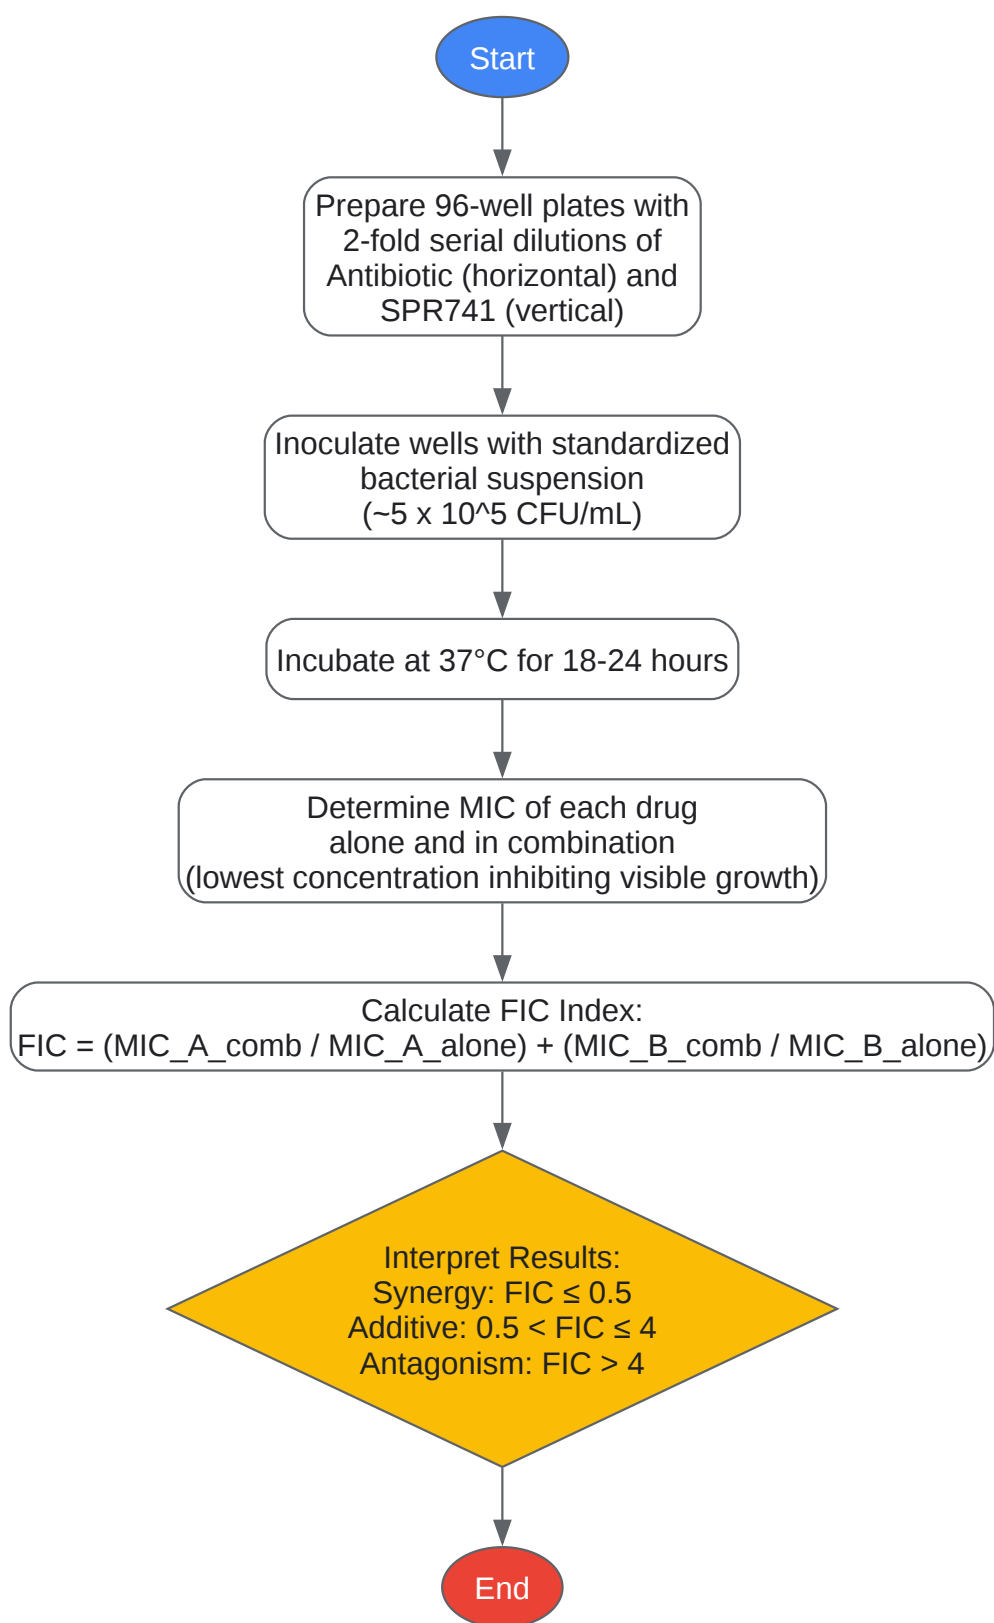 Start
Prepare 96-well plates with
2-fold serial dilutions of
Antibiotic (horizontal) and
SPR741 (vertical)
Inoculate wells with standardized
bacterial suspension
(~5 x 10^5 CFU/mL)
Incubate at 37°C for 18-24 hours
Determine MIC of each drug
alone and in combination
(lowest concentration inhibiting visible growth)
Calculate FIC Index:
FIC = (MIC_A_comb / MIC_A_alone) + (MIC_B_comb / MIC_B_alone)
Interpret Results:
Synergy: FIC ≤ 0.5
Additive: 0.5 < FIC ≤ 4
Antagonism: FIC > 4
End